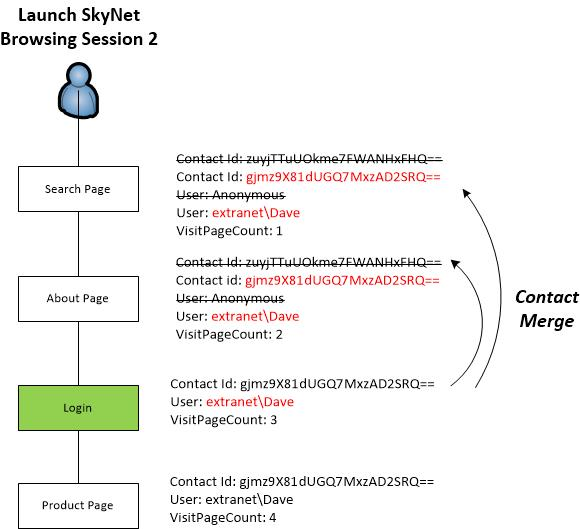 Launch SkyNet
Browsing Session 2
Search Page
Contact Id: zuyjTTuUOkme7FWANHxFHQ==
Contact Id: gjmz9X81dUGQ7MxzAD2SRQ==
User: Anonymous
User: extranet\Dave
VisitPageCount: 1
About Page
Contact Id: zuyjTTuUOkme7FWANHxFHQ==
Contact id: gjmz9X81dUGQ7MxzAD2SRQ==
User: Anonymous
User: extranet\Dave
VisitPageCount: 2
Contact
Merge
Login
Contact Id: gjmz9X81dUGQ7MxzAD2SRQ==
User: extranet\Dave
VisitPageCount: 3
Product Page
Contact Id: gjmz9X81dUGQ7MxzAD2SRQ==
User: extranet\Dave
VisitPageCount: 4